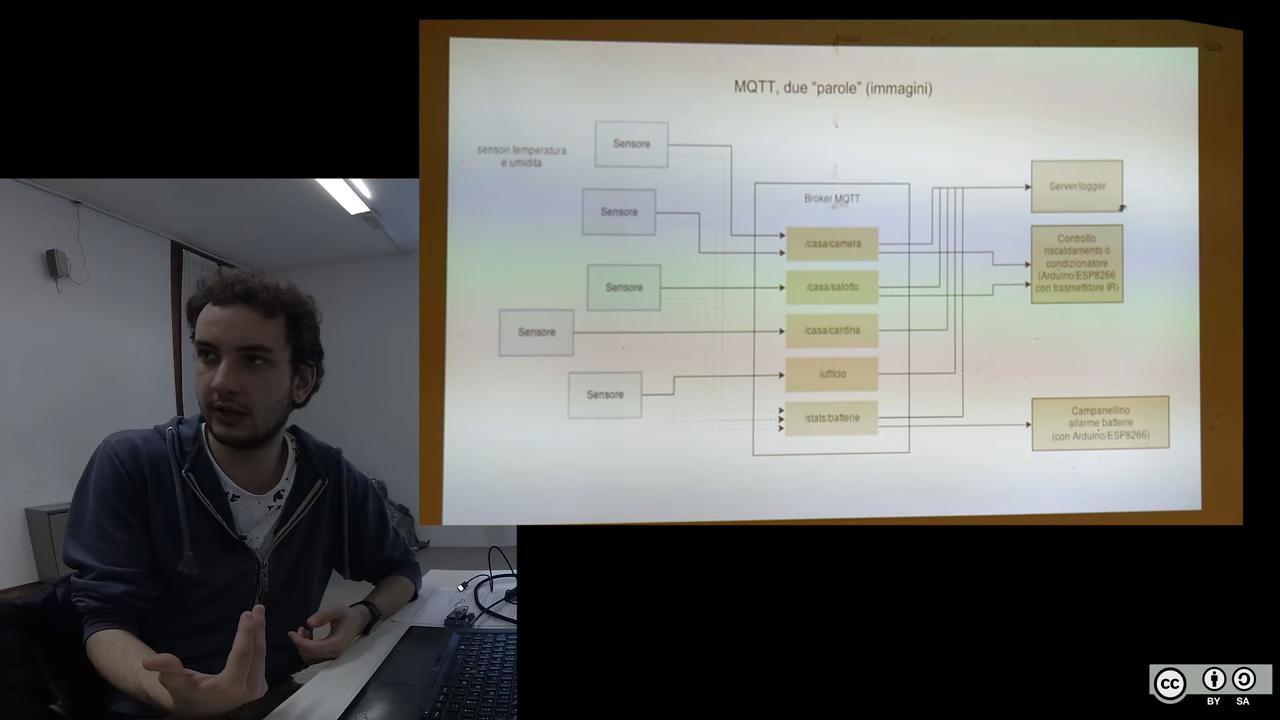 MQTT, due "parole" (immagini)
sensori temperatura
e umidita
Sensore
Sensore
Sensore
Sensore
Sensore
Broker MQTT
/casa/camera
/casa/salotto
/casa/cantina
/ufficio
/stats/batterie
Server/logger
Controllo
riscaldamento o
condizionatore
(Arduino/ESP8266
con trasmettitore IR)
Campanellino
allarme batterie
(con Arduino/ESP8266)
CC
BY SA